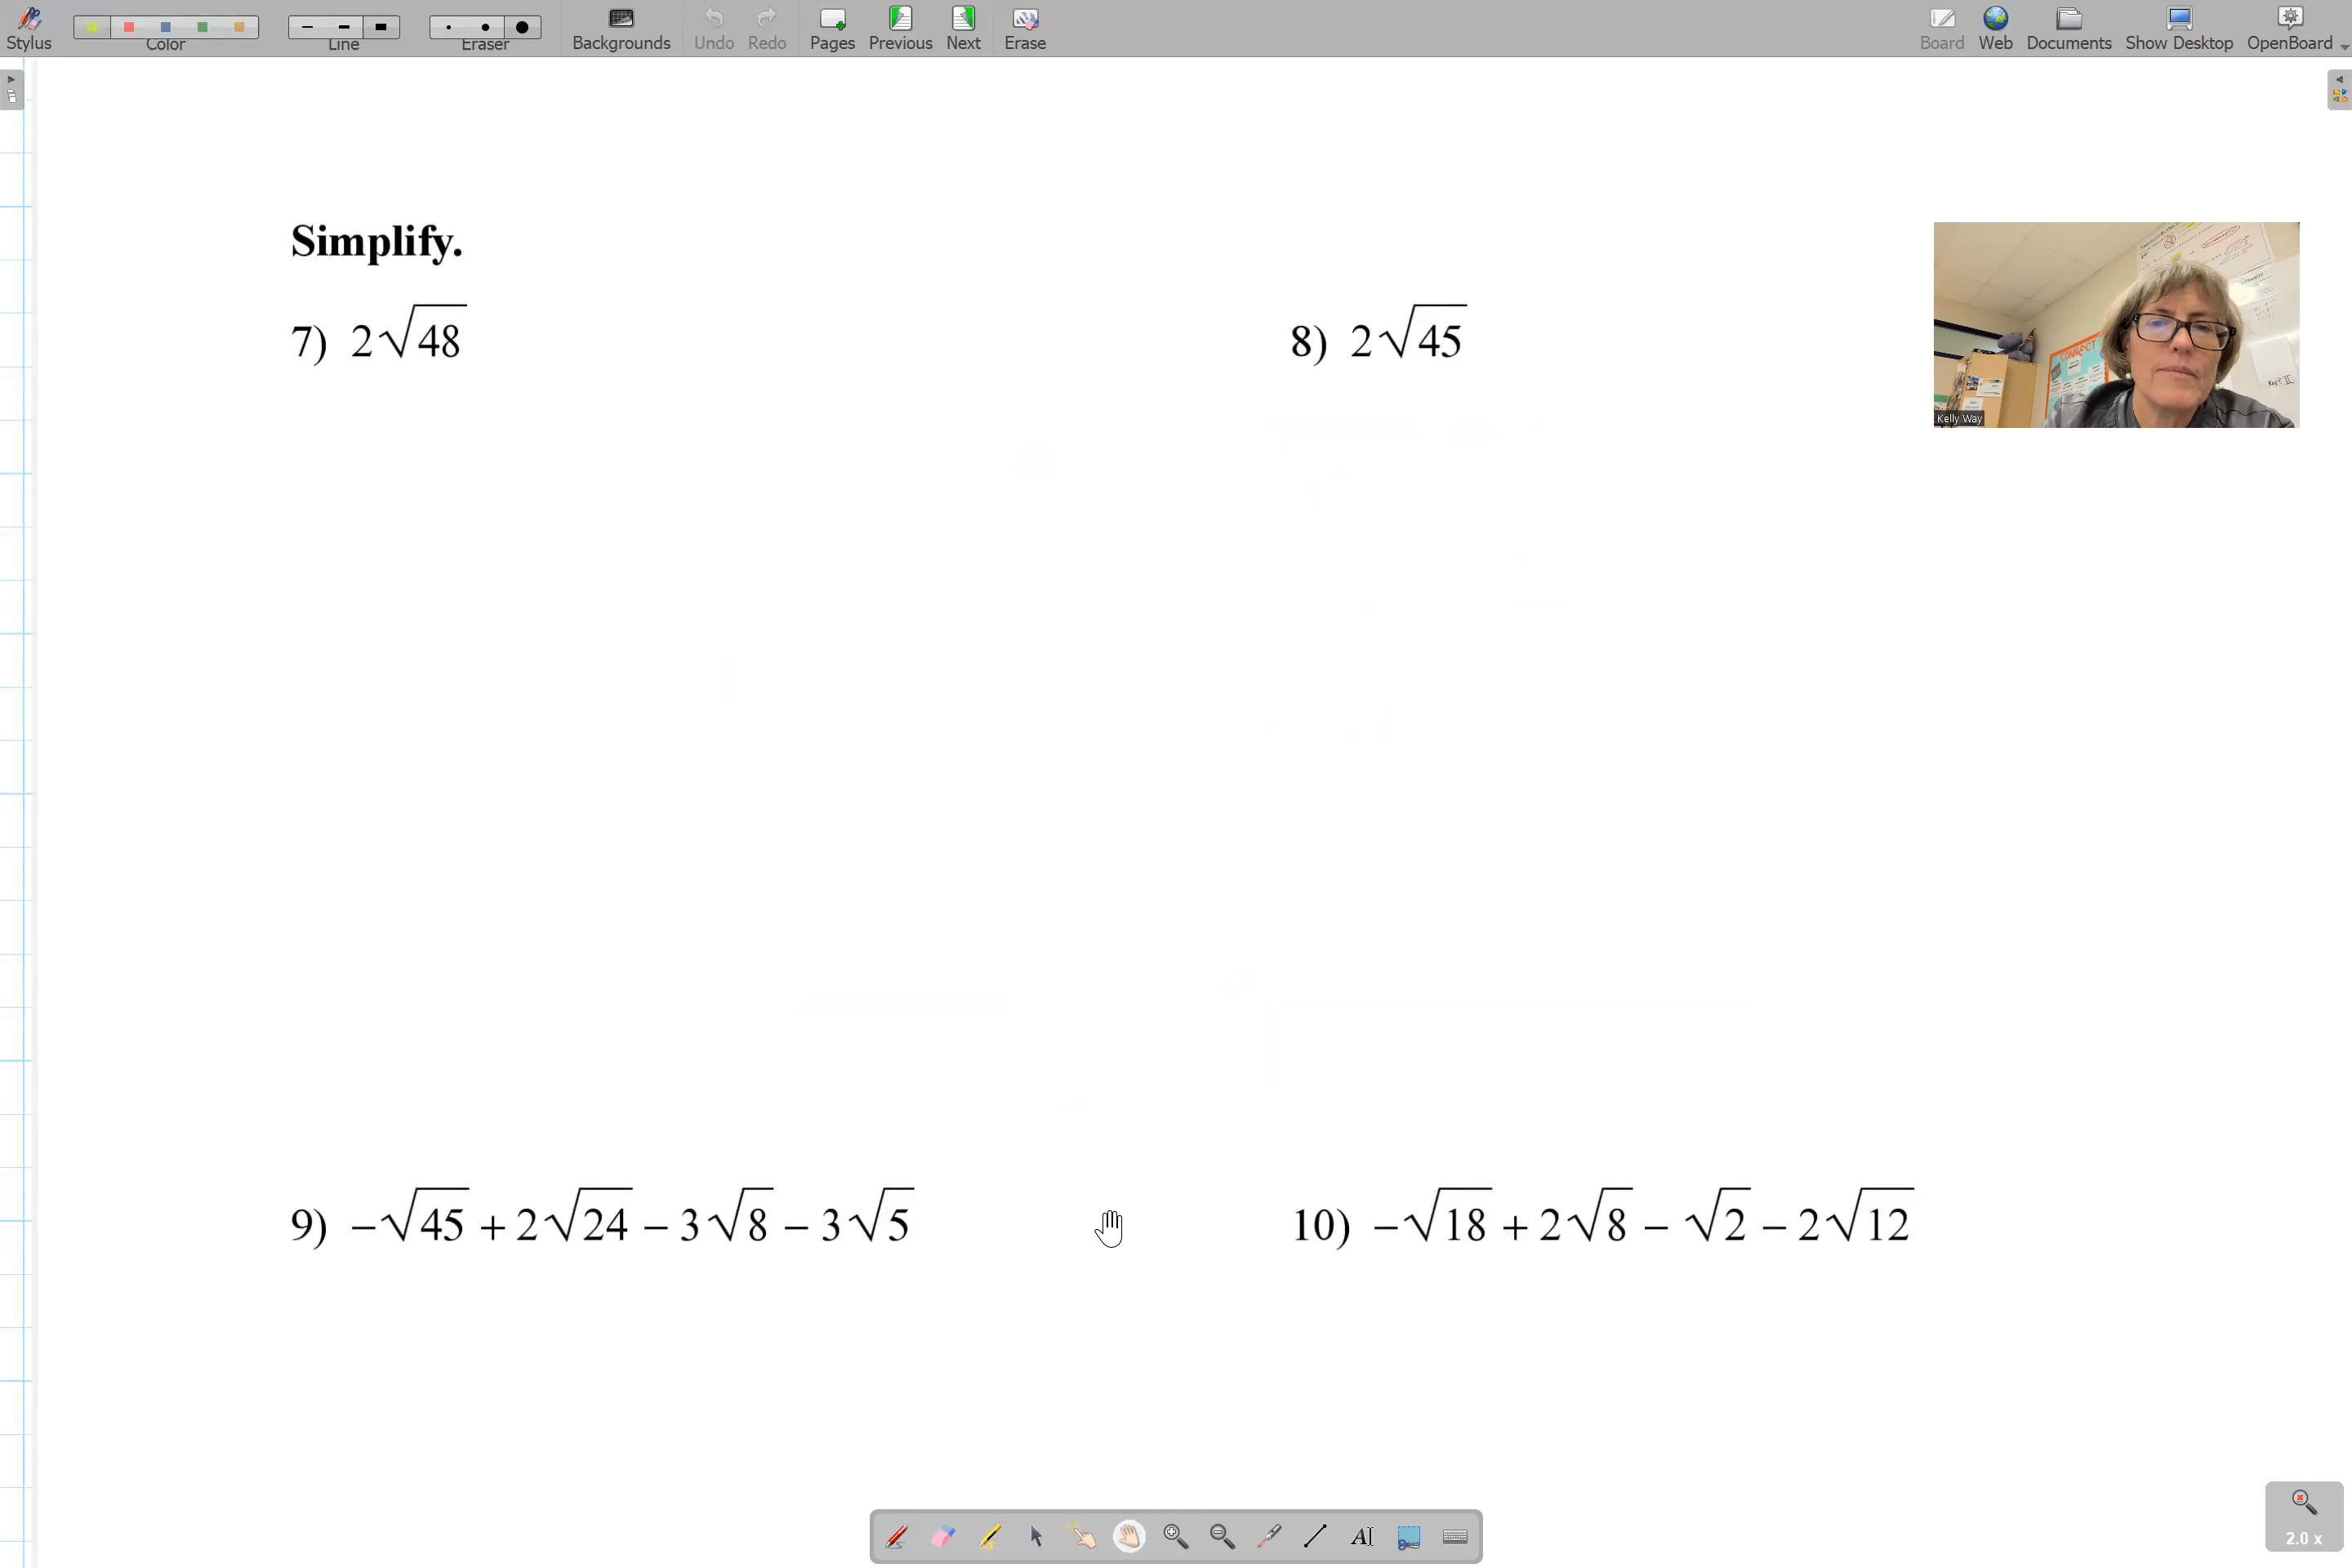 Stylus Color Line Eraser Backgrounds Undo Redo Pages Previous Next Erase Board Web Documents Show Desktop OpenBoard
Simplify.
7) 2√48
8) 2√45
CONNECT
Kelly Way
9) −√45 + 2√24 − 3√8 − 3√5
10) −√18 + 2√8 − √2 − 2√12
AI
2.0 x